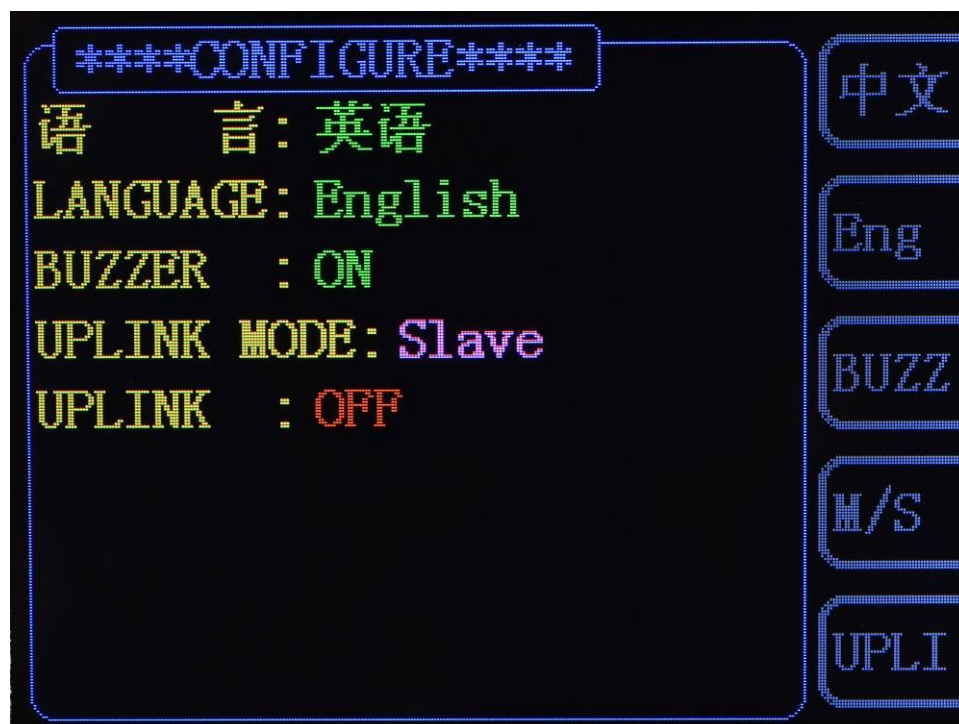 ****CONFIGURE****
语 言: 英语
LANGUAGE: English
BUZZER : ON
UPLINK MODE: Slave
UPLINK : OFF
中文
Eng
BUZZ
M/S
UPLI